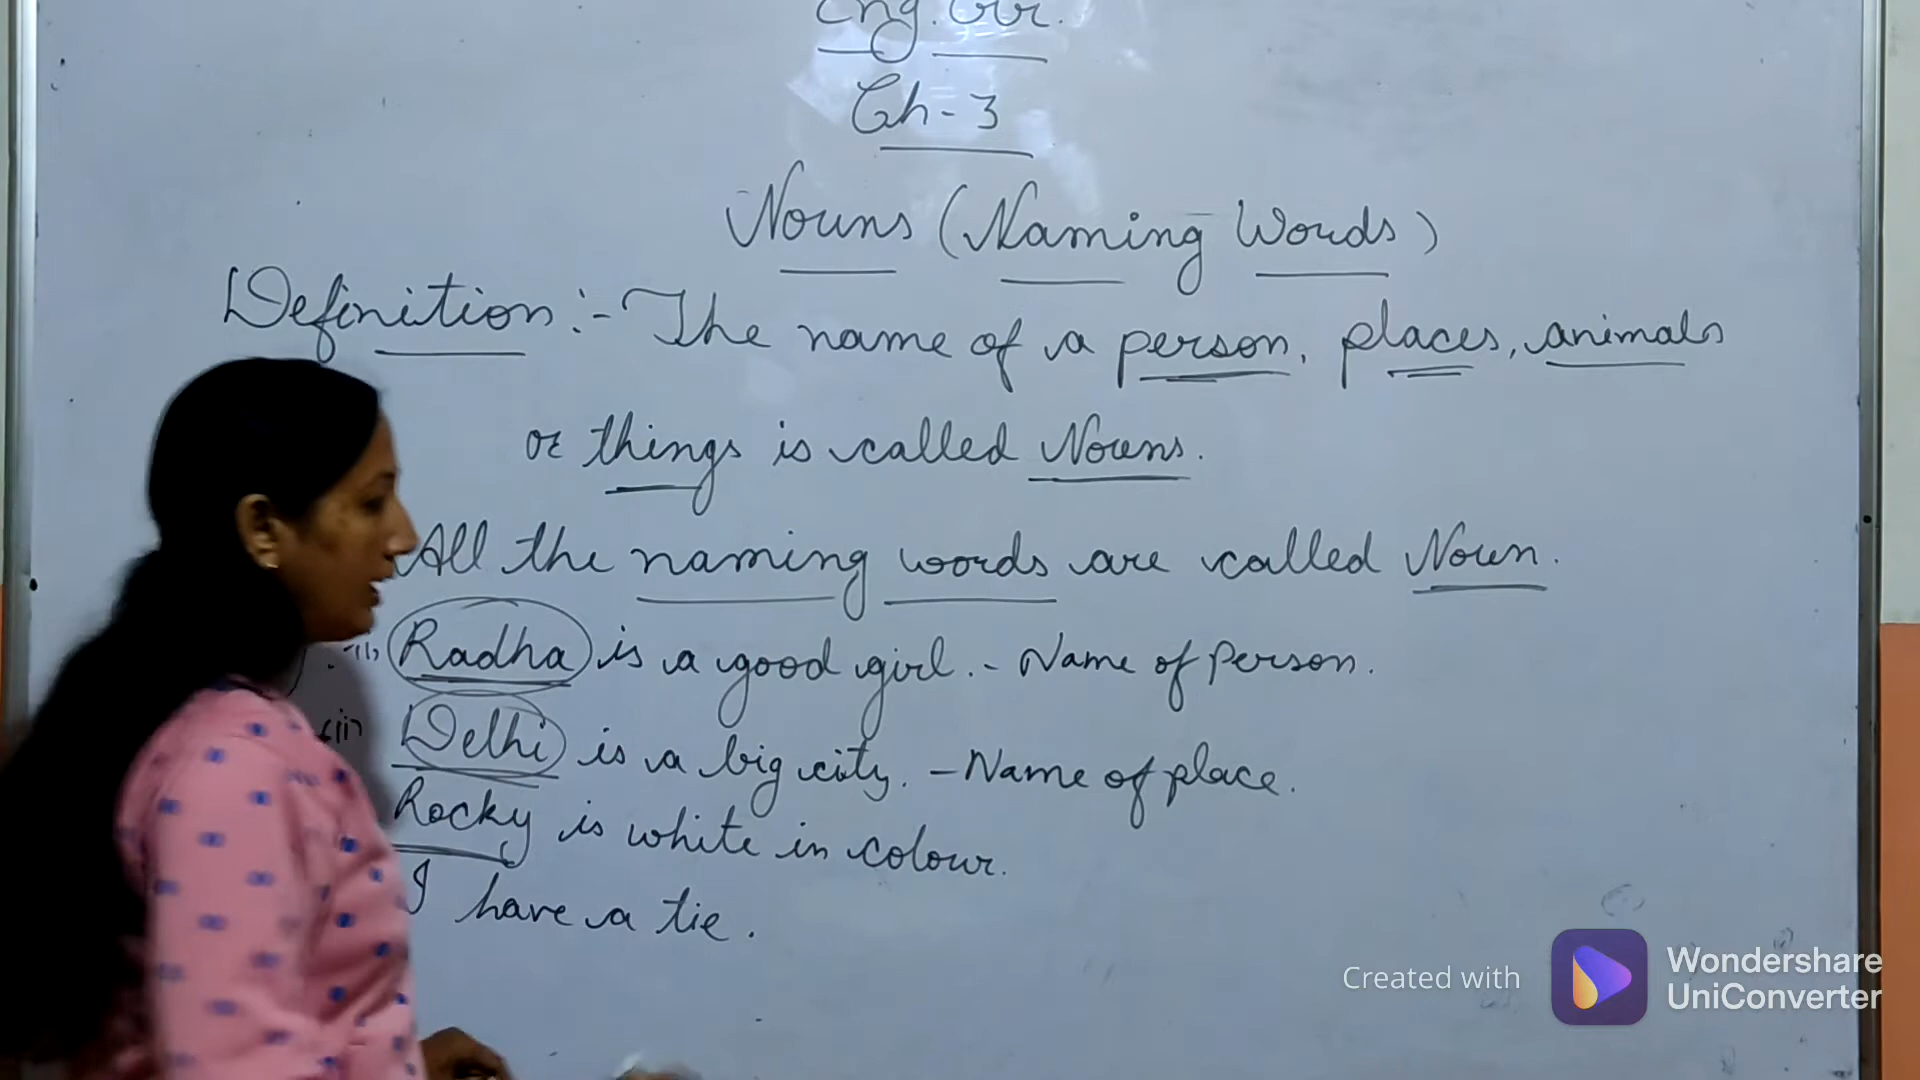 Eng. Gr.
Ch-3
Nouns (Naming Words)
Definition :- The name of a person, places, animals
or things is called Nouns.
All the naming words are called Noun.
Radha is a good girl. - Name of person.
Delhi is a big city. - Name of place.
Rocky is white in colour.
I have a tie.
Created with Wondershare UniConverter